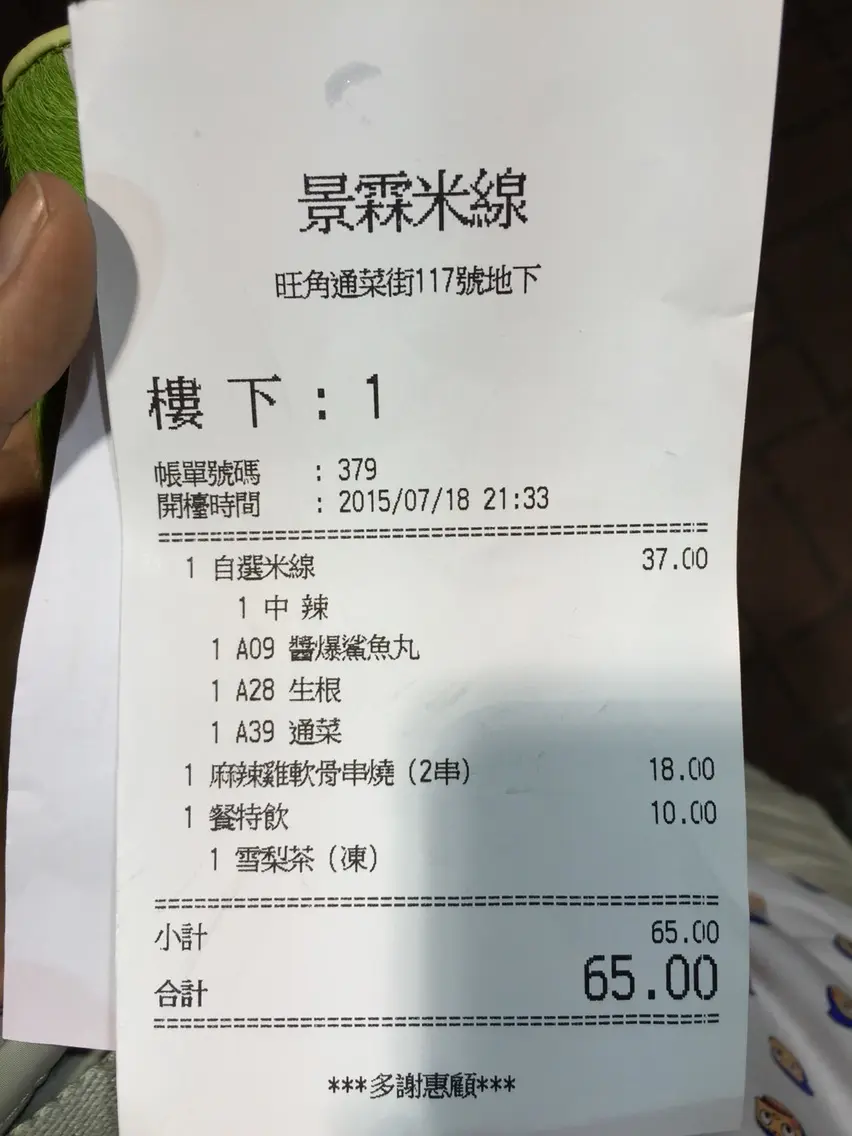 景霖米線
旺角通菜街117號地下
樓下：1
帳單號碼 : 379
開檯時間 : 2015/07/18 21:33
1 自選米線 37.00
1 中辣
1 A09 醬爆鯊魚丸
1 A28 生根
1 A39 通菜
1 麻辣雞軟骨串燒（2串） 18.00
1 餐特飲 10.00
1 雪梨茶（凍）
小計 65.00
合計 65.00
***多謝惠顧***